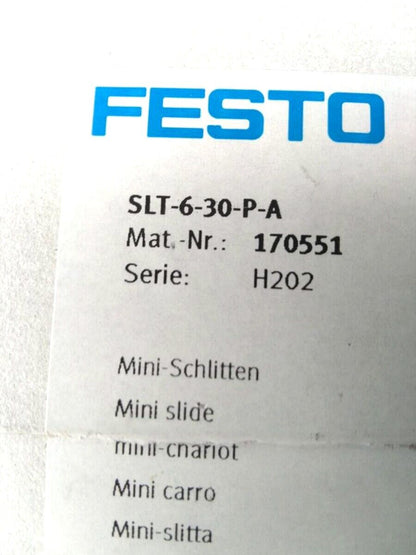 FESTO
SLT-6-30-P-A
Mat.-Nr.: 170551
Serie: H202
Mini-Schlitten
Mini slide
mini-chariot
Mini carro
Mini-slitta